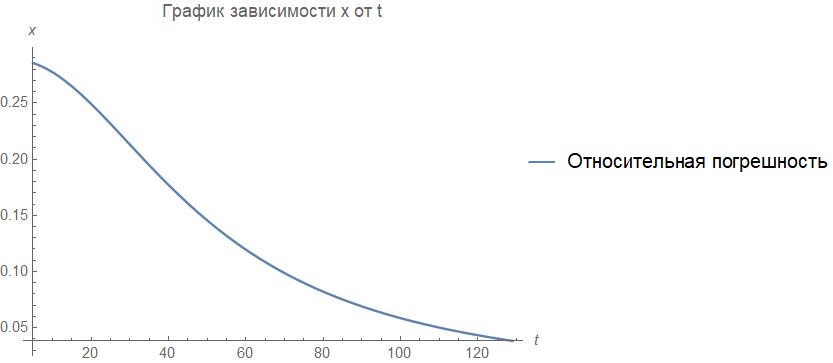 График зависимости x от t
x
0.25
0.20
0.15
0.10
0.05
20 40 60 80 100 120 t
Относительная погрешность